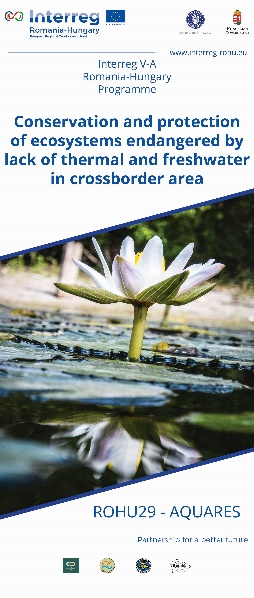 Interreg
Romania-Hungary
www.interreg-rohu.eu
Interreg V-A
Romania-Hungary
Programme
Conservation and protection
of ecosystems endangered by
lack of thermal and freshwater
in crossborder area
ROHU29 - AQUARES
Partnership for a better future